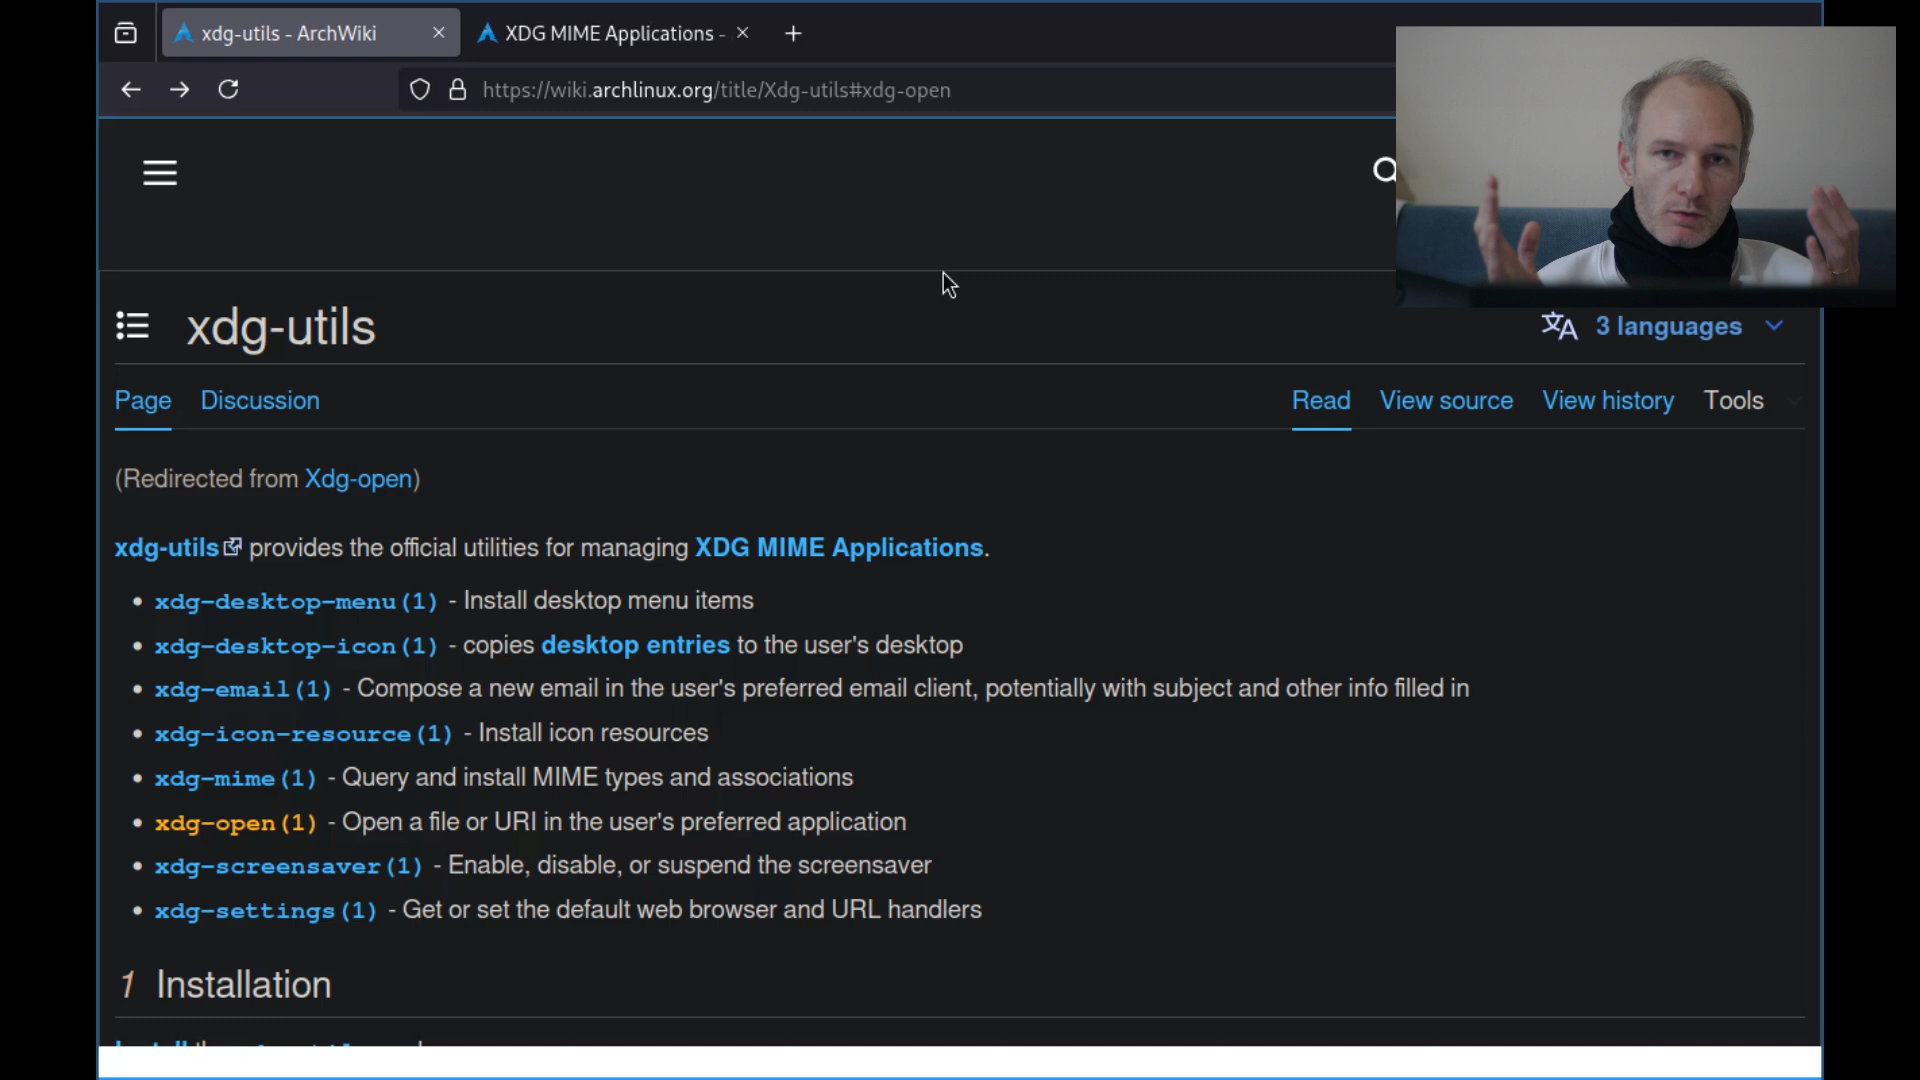 xdg-utils - ArchWiki
XDG MIME Applications -
https://wiki.archlinux.org/title/Xdg-utils#xdg-open
xdg-utils
3 languages
Page Discussion Read View source View history Tools
(Redirected from Xdg-open)
xdg-utils provides the official utilities for managing XDG MIME Applications.
• xdg-desktop-menu(1) - Install desktop menu items
• xdg-desktop-icon(1) - copies desktop entries to the user's desktop
• xdg-email(1) - Compose a new email in the user's preferred email client, potentially with subject and other info filled in
• xdg-icon-resource(1) - Install icon resources
• xdg-mime(1) - Query and install MIME types and associations
• xdg-open(1) - Open a file or URI in the user's preferred application
• xdg-screensaver(1) - Enable, disable, or suspend the screensaver
• xdg-settings(1) - Get or set the default web browser and URL handlers
1 Installation